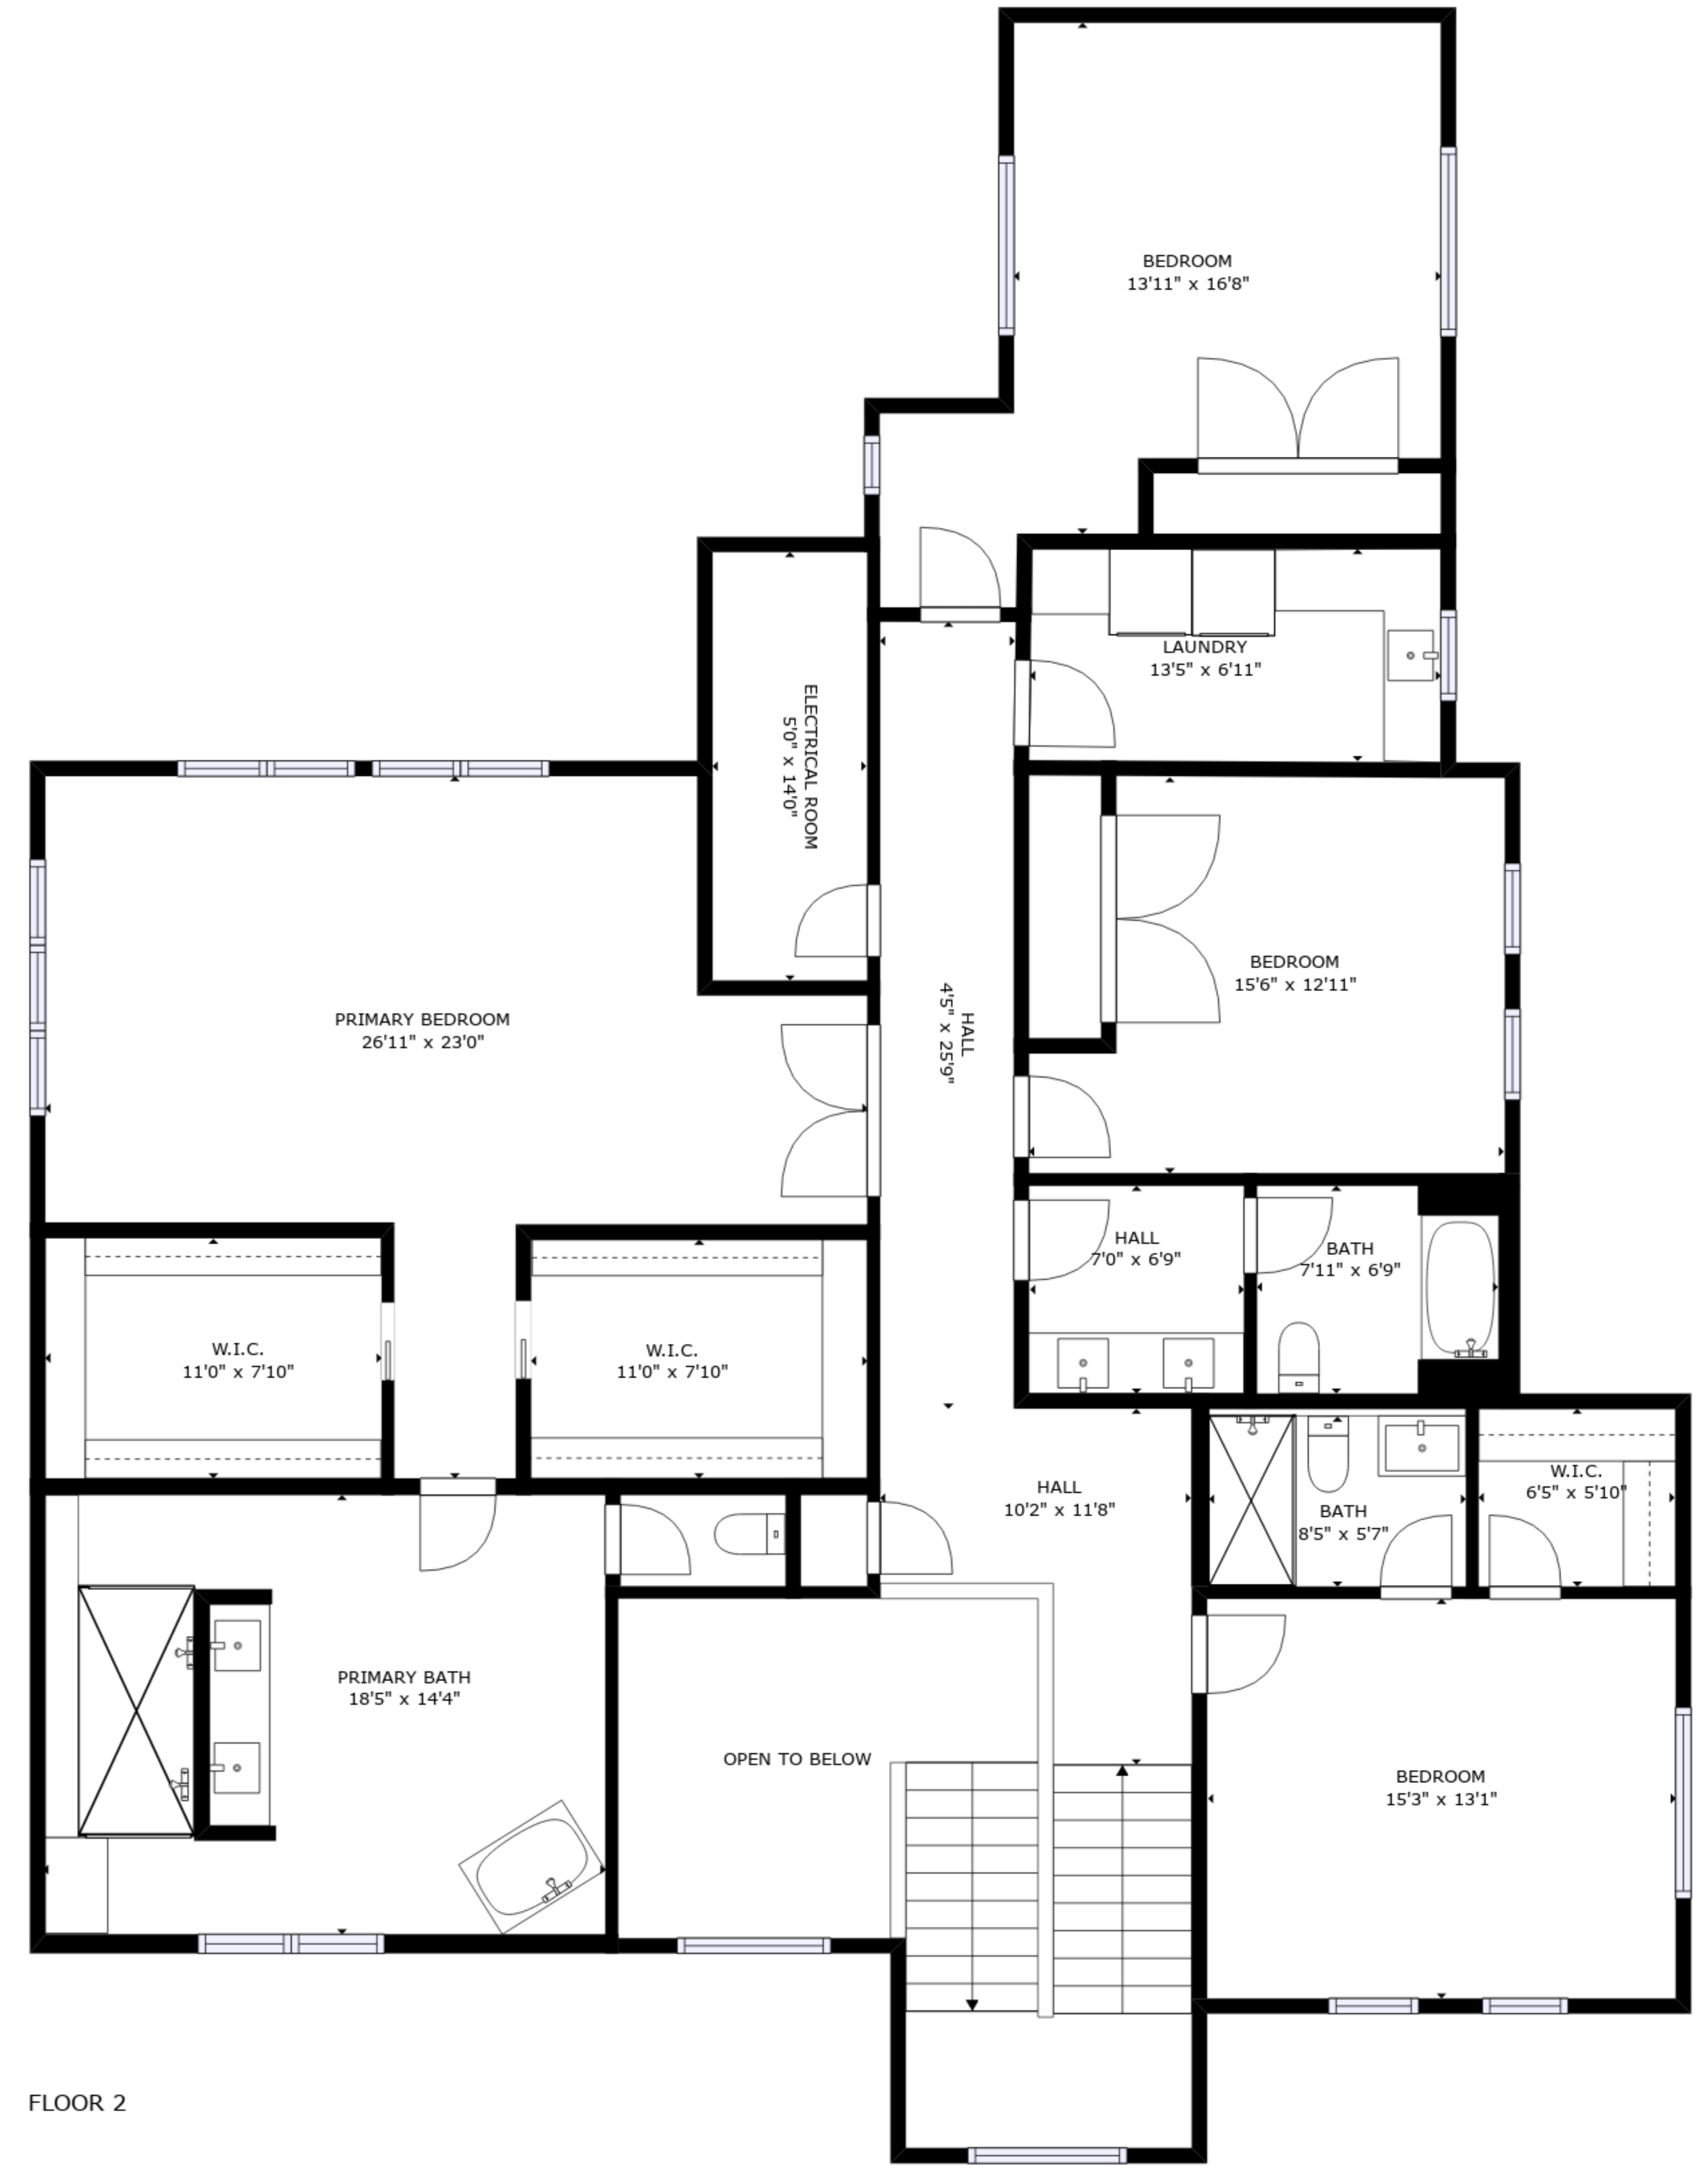 BEDROOM
13'11" x 16'8"
LAUNDRY
13'5" x 6'11"
ELECTRICAL ROOM
5'0" x 14'0"
BEDROOM
15'6" x 12'11"
PRIMARY BEDROOM
26'11" x 23'0"
HALL
4'5" x 25'9"
HALL
7'0" x 6'9"
BATH
7'11" x 6'9"
W.I.C.
11'0" x 7'10"
W.I.C.
11'0" x 7'10"
HALL
10'2" x 11'8"
BATH
8'5" x 5'7"
W.I.C.
6'5" x 5'10"
PRIMARY BATH
18'5" x 14'4"
OPEN TO BELOW
BEDROOM
15'3" x 13'1"
FLOOR 2